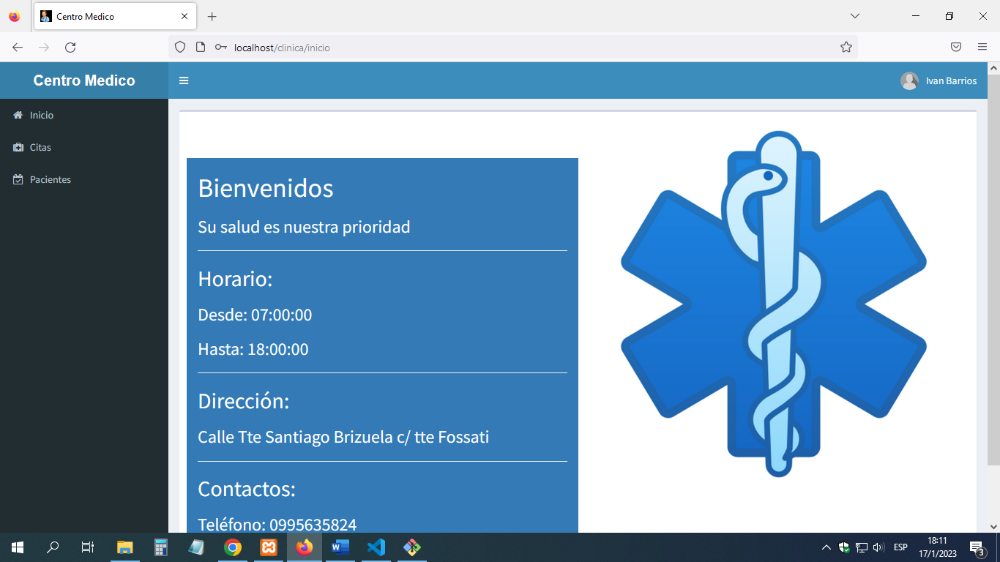 Centro Medico
localhost/clinica/inicio
Centro Medico
Ivan Barrios
Inicio
Citas
Pacientes
Bienvenidos
Su salud es nuestra prioridad
Horario:
Desde: 07:00:00
Hasta: 18:00:00
Dirección:
Calle Tte Santiago Brizuela c/ tte Fossati
Contactos:
Teléfono: 0995635824
ESP
18:11
17/1/2023
3